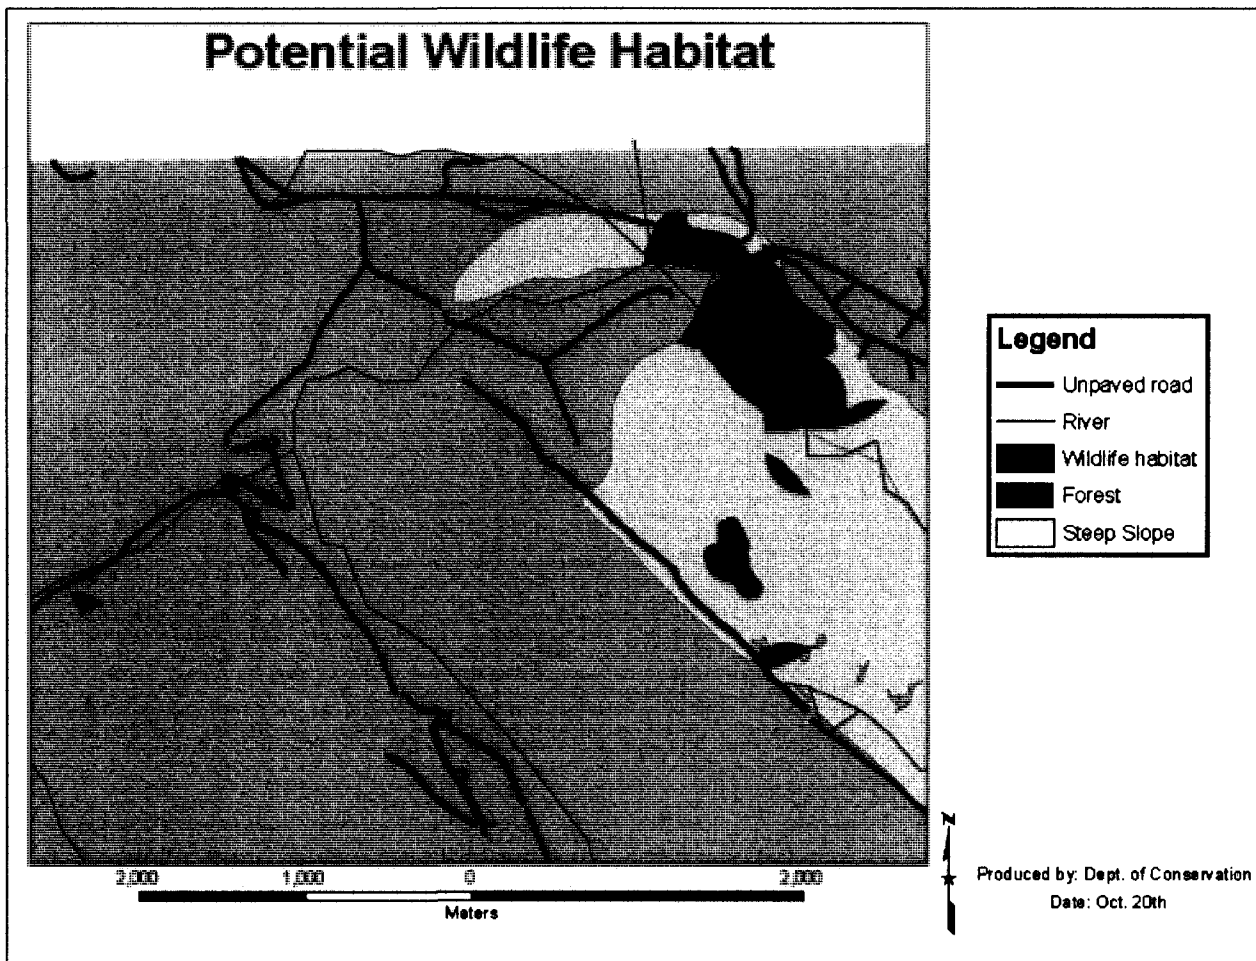 Potential Wildlife Habitat
Legend
Unpaved road
River
Wildlife habitat
Forest
Steep Slope
2,000 1,000 0 2,000
Meters
N
Produced by: Dept. of Conservation
Date: Oct. 20th